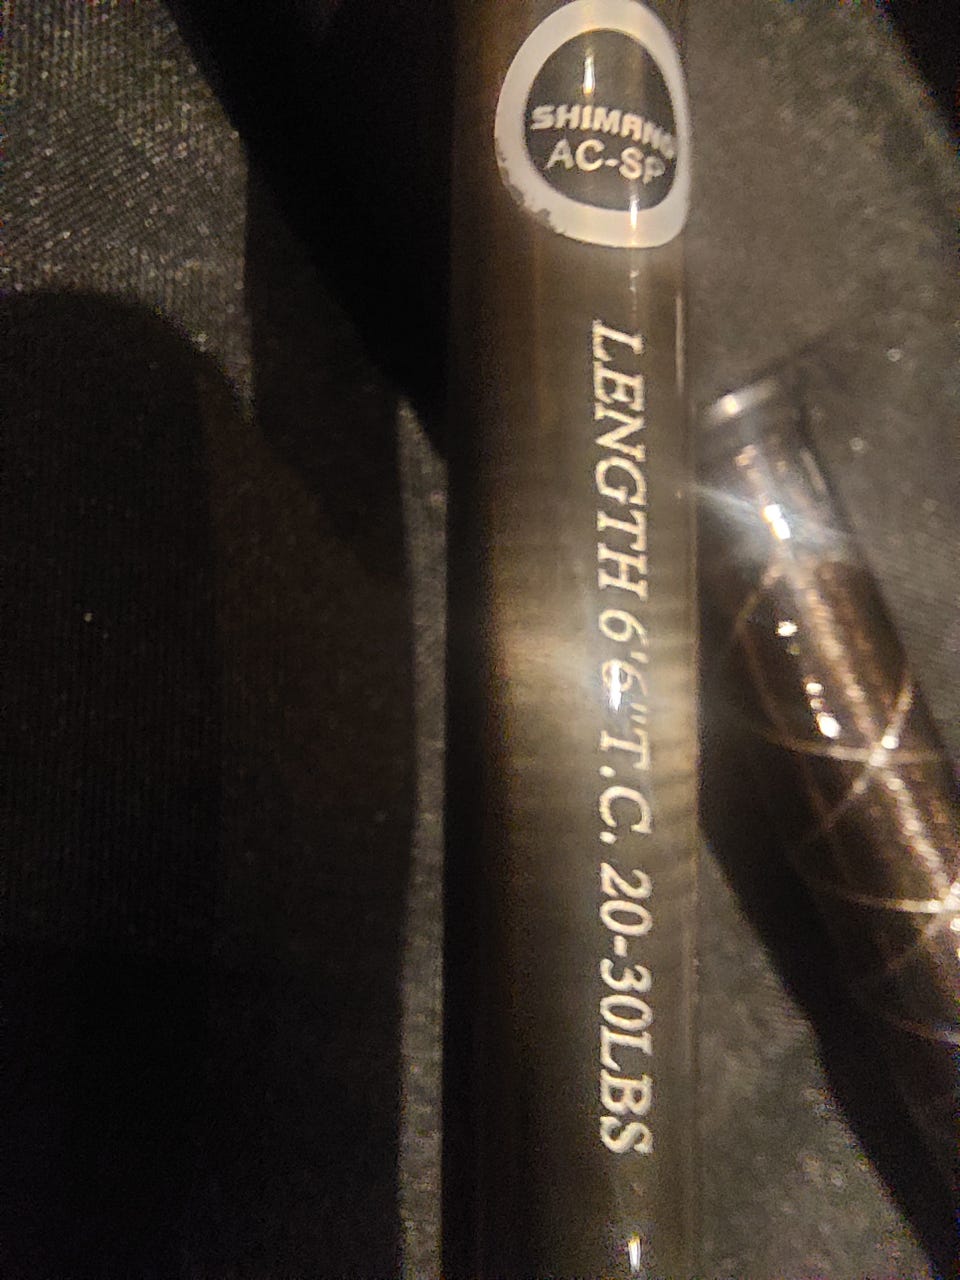 SHIMANO
AC-SP
LENGTH 6'6" T.C. 20-30LBS